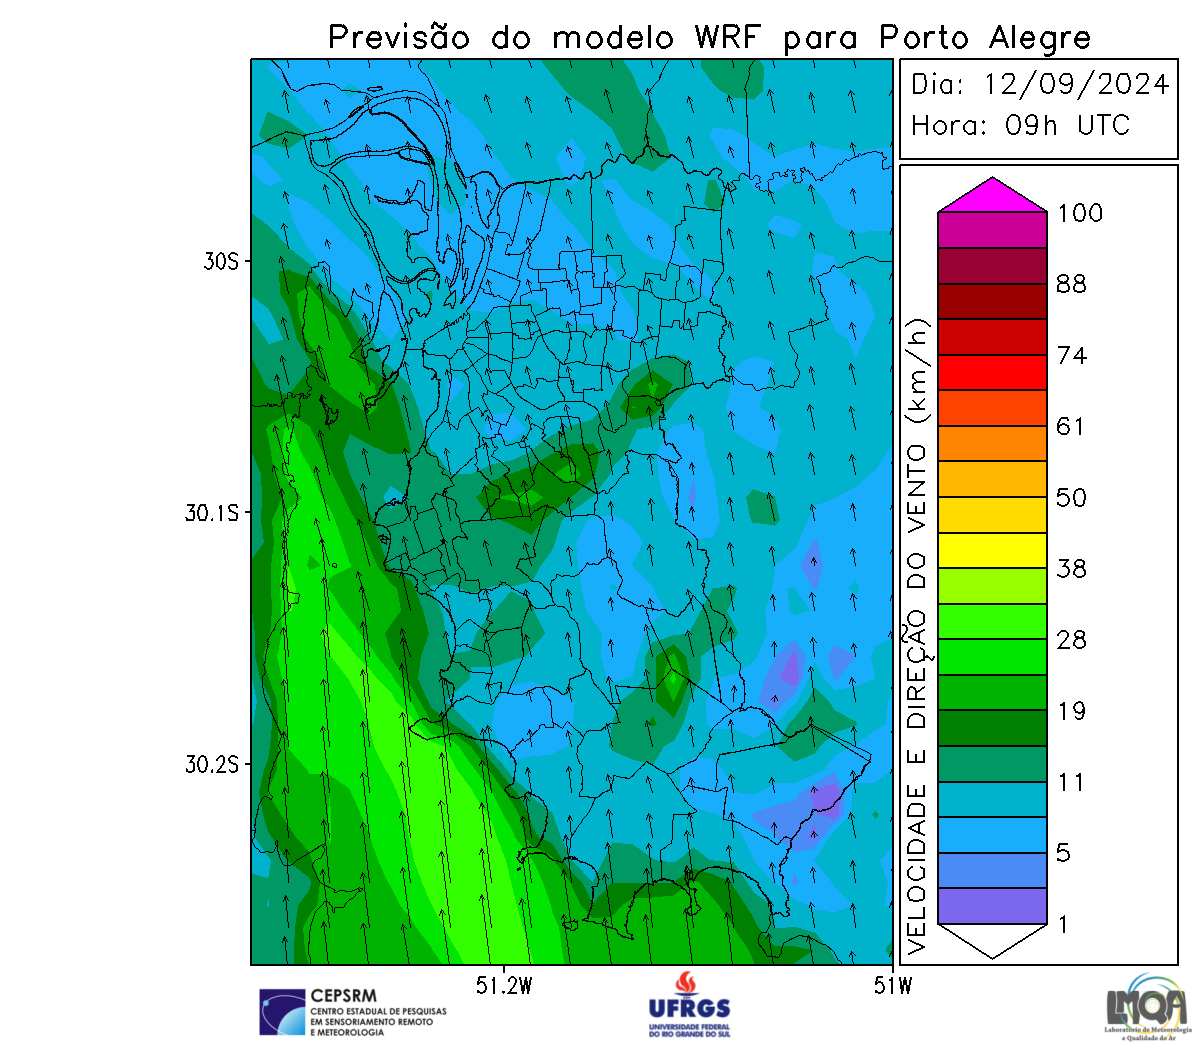 Previsão do modelo WRF para Porto Alegre
Dia: 12/09/2024
Hora: 09h UTC
30S
30.1S
30.2S
51.2W
51W
VELOCIDADE E DIREÇÃO DO VENTO (km/h)
100
88
74
61
50
38
28
19
11
5
1
CEPSRM
CENTRO ESTADUAL DE PESQUISAS
EM SENSORIAMENTO REMOTO
E METEOROLOGIA
UFRGS
UNIVERSIDADE FEDERAL
DO RIO GRANDE DO SUL
LMQA
Laboratório de Meteorologia
e Qualidade do Ar